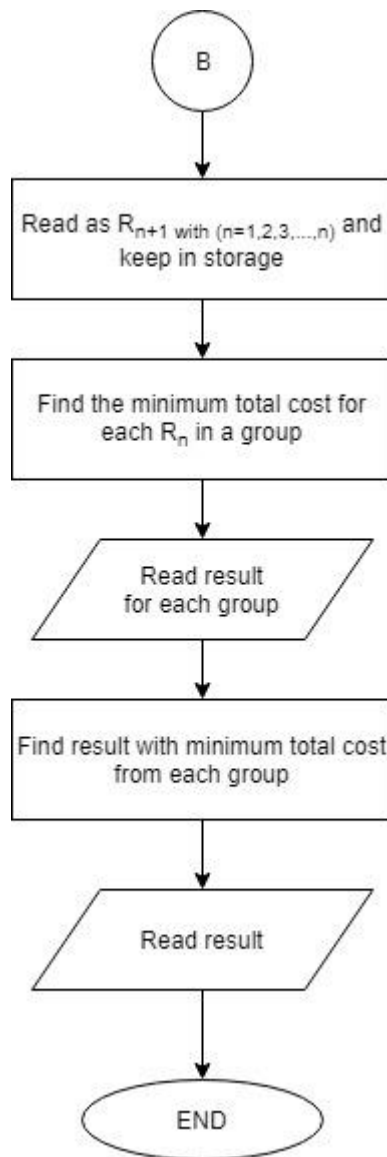 B
Read as Rn+1 with (n=1,2,3,...,n) and
keep in storage
Find the minimum total cost for
each Rn in a group
Read result
for each group
Find result with minimum total cost
from each group
Read result
END